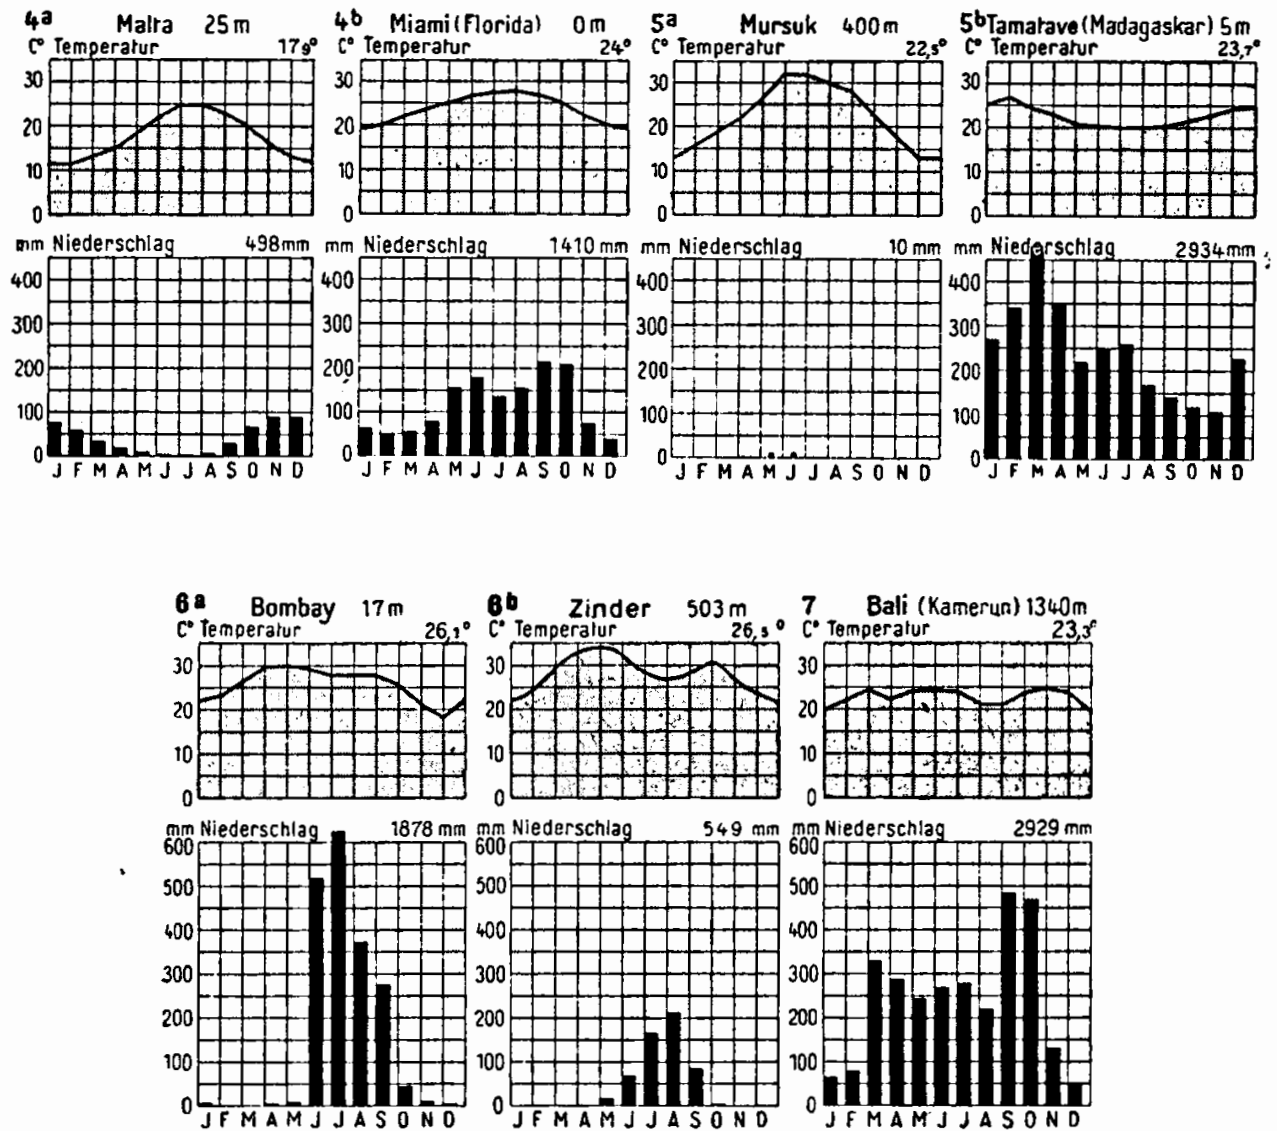 4a Malta 25 m
C° Temperatur 17,9°
30
20
10
0
mm Niederschlag 498 mm
400
300
200
100
0
J F M A M J J A S O N D
4b Miami (Florida) 0 m
C° Temperatur 24°
30
20
10
0
mm Niederschlag 1410 mm
400
300
200
100
0
J F M A M J J A S O N D
5a Mursuk 400 m
C° Temperatur 22,5°
30
20
10
0
mm Niederschlag 10 mm
400
300
200
100
0
J F M A M J J A S O N D
5b Tamatave (Madagaskar) 5 m
C° Temperatur 23,7°
30
20
10
0
mm Niederschlag 2934 mm
400
300
200
100
0
J F M A M J J A S O N D
6a Bombay 17 m
C° Temperatur 26,1°
30
20
10
0
mm Niederschlag 1878 mm
600
500
400
300
200
100
0
J F M A M J J A S O N D
6b Zinder 503 m
C° Temperatur 26,5°
30
20
10
0
mm Niederschlag 549 mm
600
500
400
300
200
100
0
J F M A M J J A S O N D
7 Bali (Kamerun) 1340 m
C° Temperatur 23,3°
30
20
10
0
mm Niederschlag 2929 mm
600
500
400
300
200
100
0
J F M A M J J A S O N D